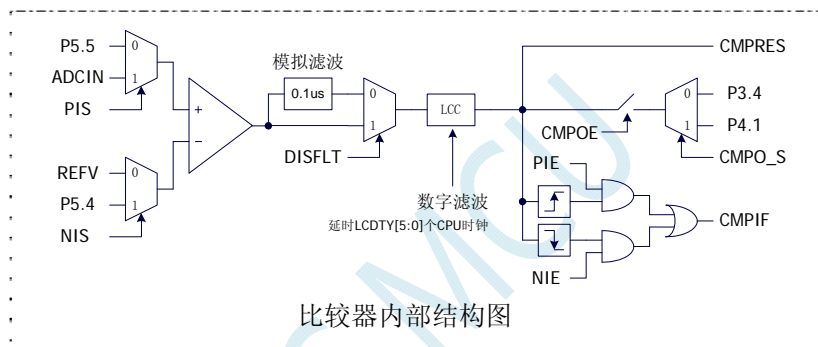 P5.5
0
ADCIN
1
PIS
+
−
REFV
0
P5.4
1
NIS
模拟滤波
0.1us
0
1
DISFLT
LCC
数字滤波
延时LCDTY[5:0]个CPU时钟
CMPRES
0
P3.4
1
P4.1
CMPOE
CMPO_S
PIE
CMPIF
NIE
比较器内部结构图